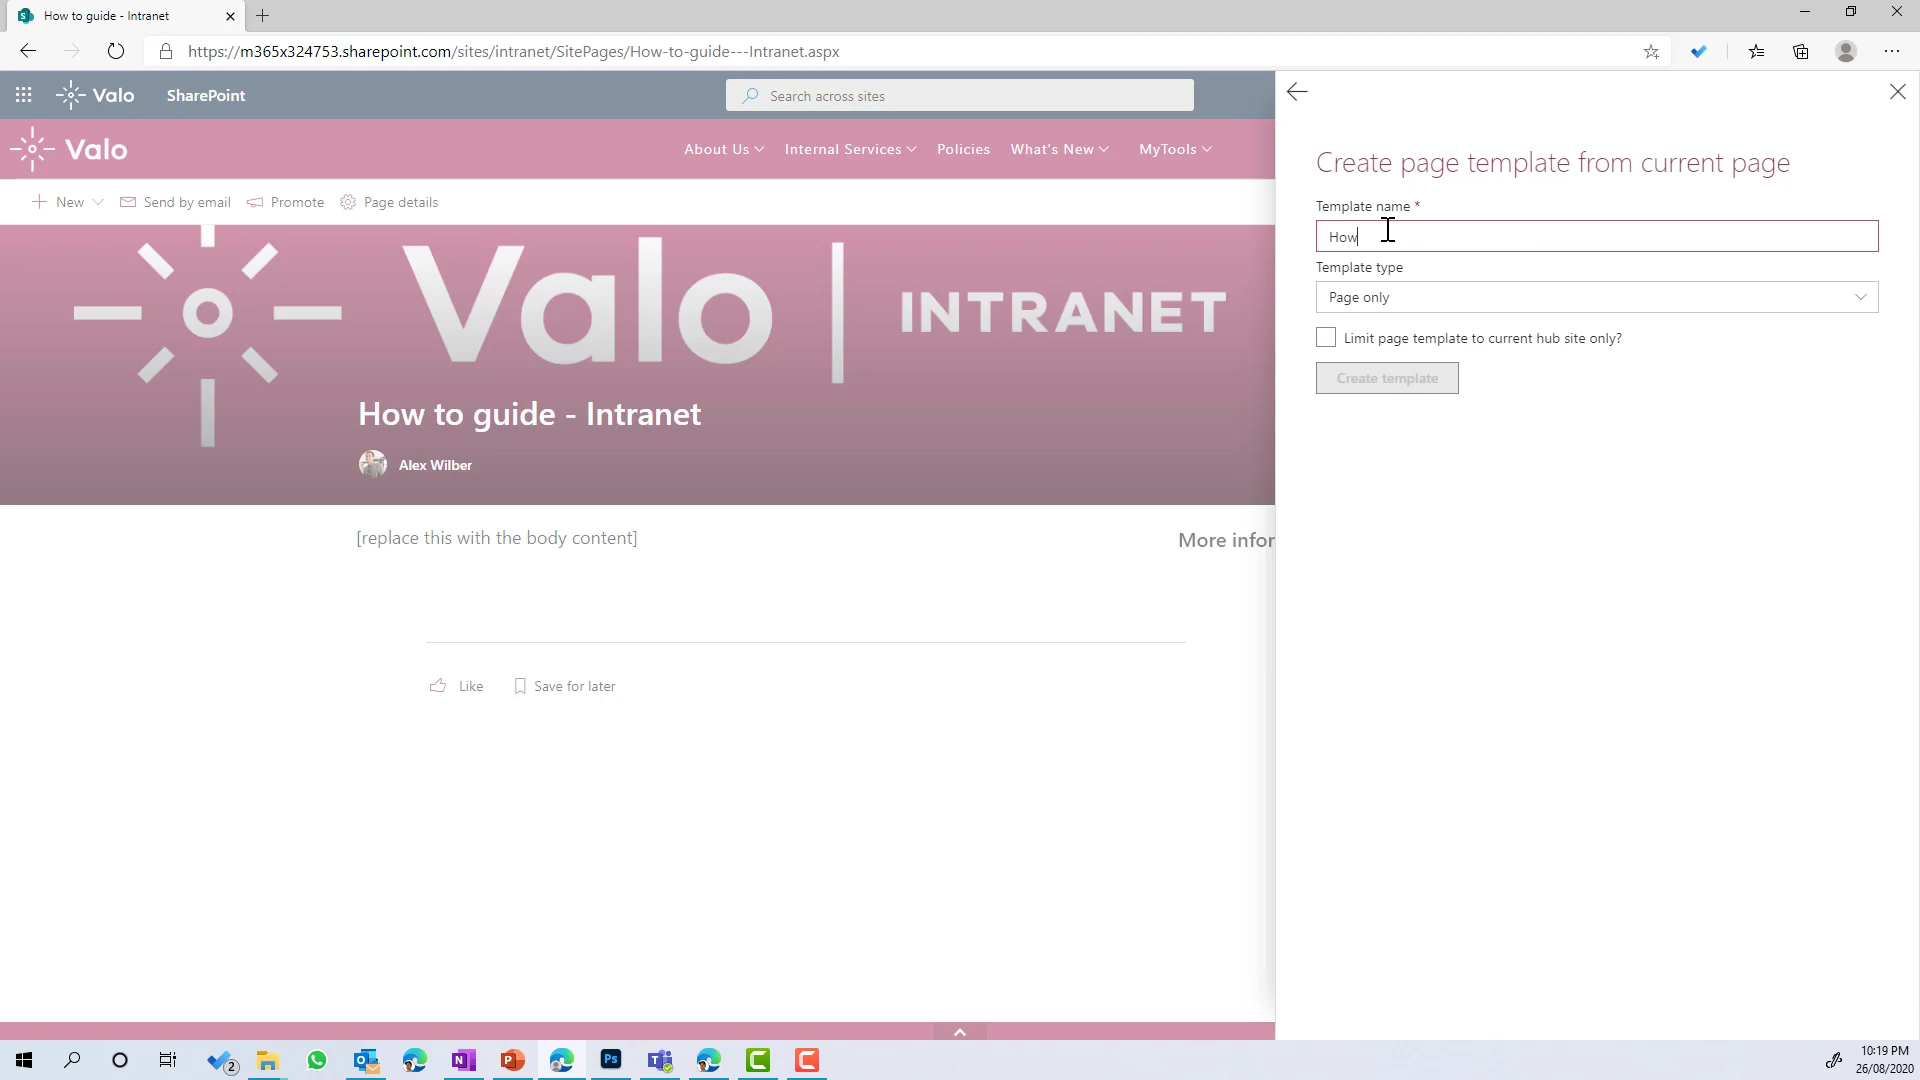 How to guide - Intranet
https://m365x324753.sharepoint.com/sites/intranet/SitePages/How-to-guide---Intranet.aspx
Valo SharePoint Search across sites
Valo About Us Internal Services Policies What's New MyTools
New Send by email Promote Page details
Valo | INTRANET
How to guide - Intranet
Alex Wilber
[replace this with the body content]
More infor
Like Save for later
Create page template from current page
Template name *
How
Template type
Page only
Limit page template to current hub site only?
Create template
2
N
P
Ps
10:19 PM
26/08/2020